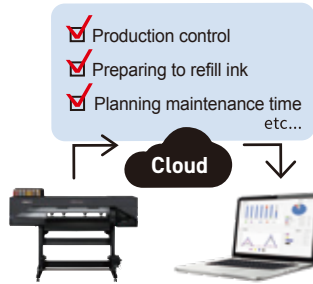 Production control
Preparing to refill ink
Planning maintenance time
etc...
Cloud